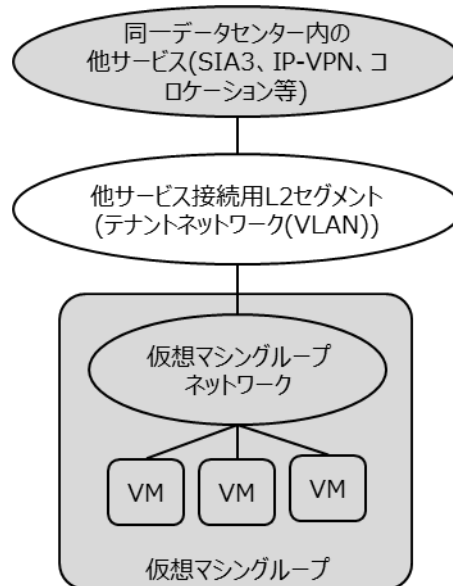 同一データセンター内の
他サービス(SIA3、IP-VPN、コ
ロケーション等)
他サービス接続用L2セグメント
(テナントネットワーク(VLAN))
仮想マシングループ
ネットワーク
VM
VM
VM
仮想マシングループ